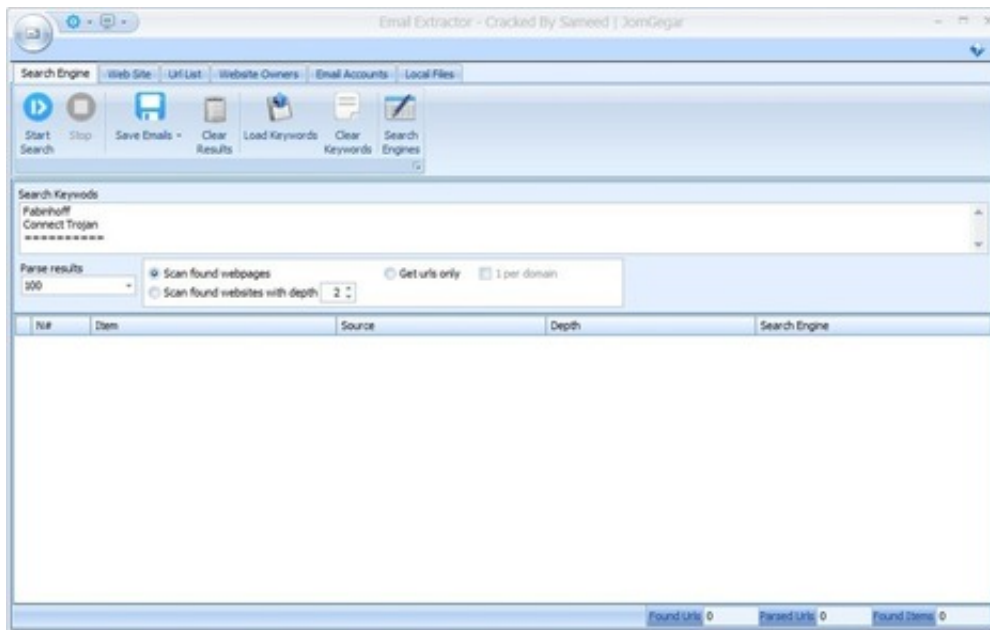 Email Extractor - Cracked By Sameed | JomGegar
Search Engine Web Site Url List Website Owners Email Accounts Local Files
Start Search
Stop
Save Emails
Clear Results
Load Keywords
Clear Keywords
Search Engines
Search Keywods
Fabinhoff
Connect Trojan
==========
Parse results
100
Scan found webpages
Get urls only
1 per domain
Scan found websites with depth 2
N# Item Source Depth Search Engine
Found Urls 0 Parsed Urls 0 Found Items 0